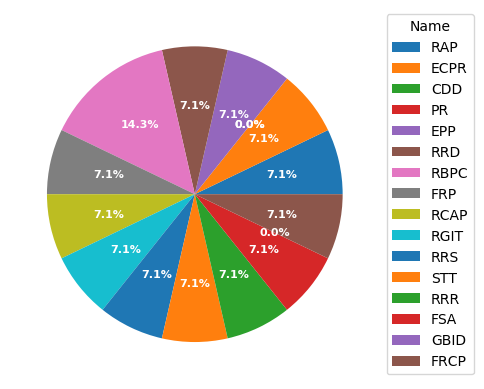 7.1%
7.1%
14.3%
0.0%
7.1%
7.1%
7.1%
7.1%
7.1%
0.0%
7.1%
7.1%
7.1%
7.1%
7.1%
Name
RAP
ECPR
CDD
PR
EPP
RRD
RBPC
FRP
RCAP
RGIT
RRS
STT
RRR
FSA
GBID
FRCP